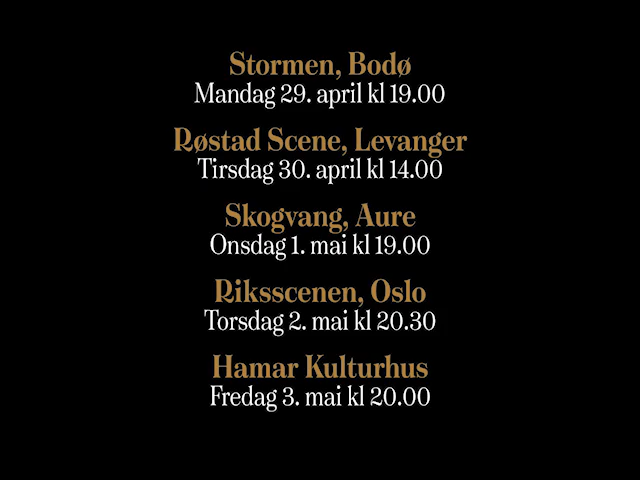 Stormen, Bodø
Mandag 29. april kl 19.00
Røstad Scene, Levanger
Tirsdag 30. april kl 14.00
Skogvang, Aure
Onsdag 1. mai kl 19.00
Riksscenen, Oslo
Torsdag 2. mai kl 20.30
Hamar Kulturhus
Fredag 3. mai kl 20.00